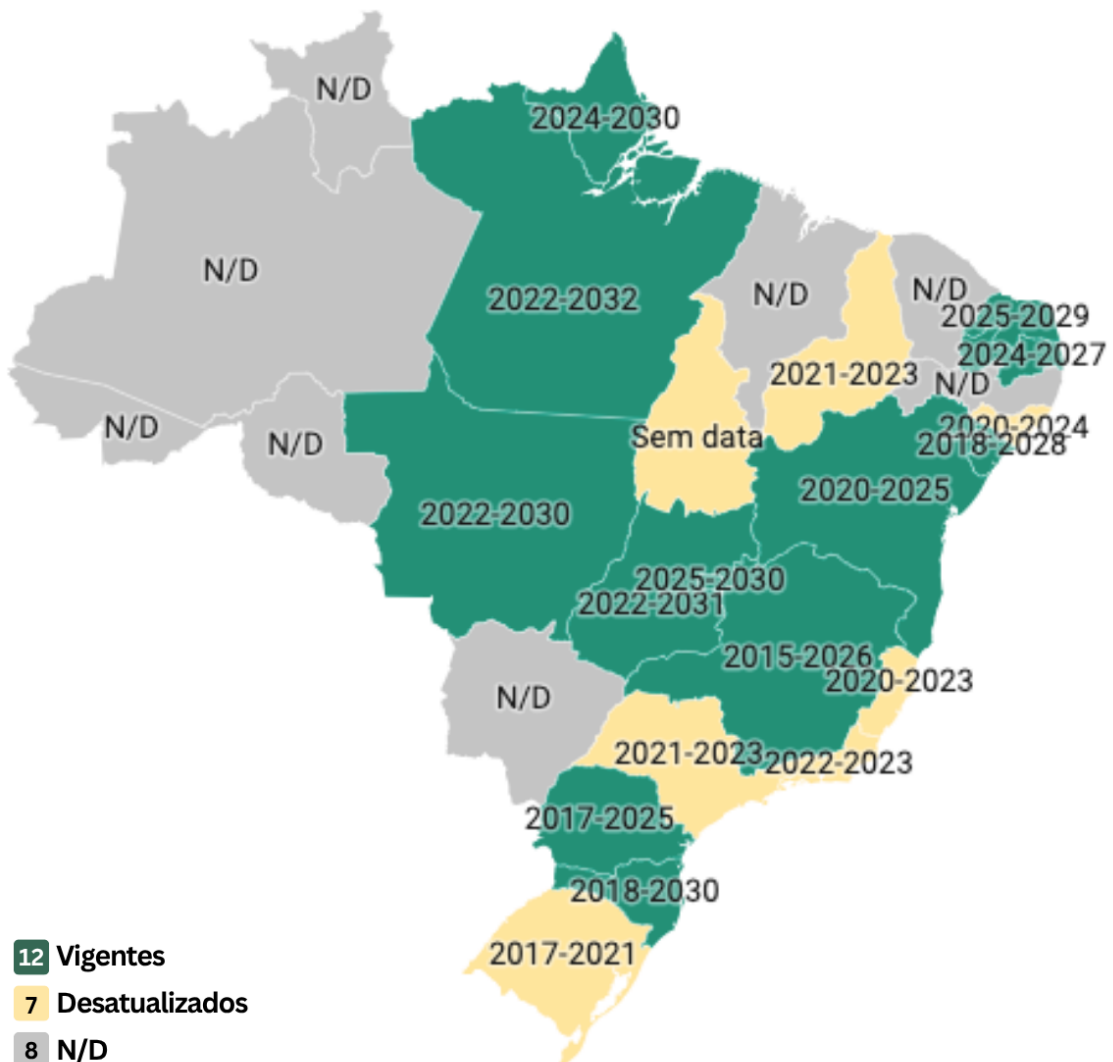 N/D
2024-2030
N/D
2022-2032
N/D
N/D
2025-2029
2024-2027
2021-2023
N/D
N/D
N/D
Sem data
2020-2024
2018-2028
2020-2025
2022-2030
2025-2030
2022-2031
2015-2026
2020-2023
N/D
2021-2023
2022-2023
2017-2025
2018-2030
2017-2021
12 Vigentes
7 Desatualizados
8 N/D